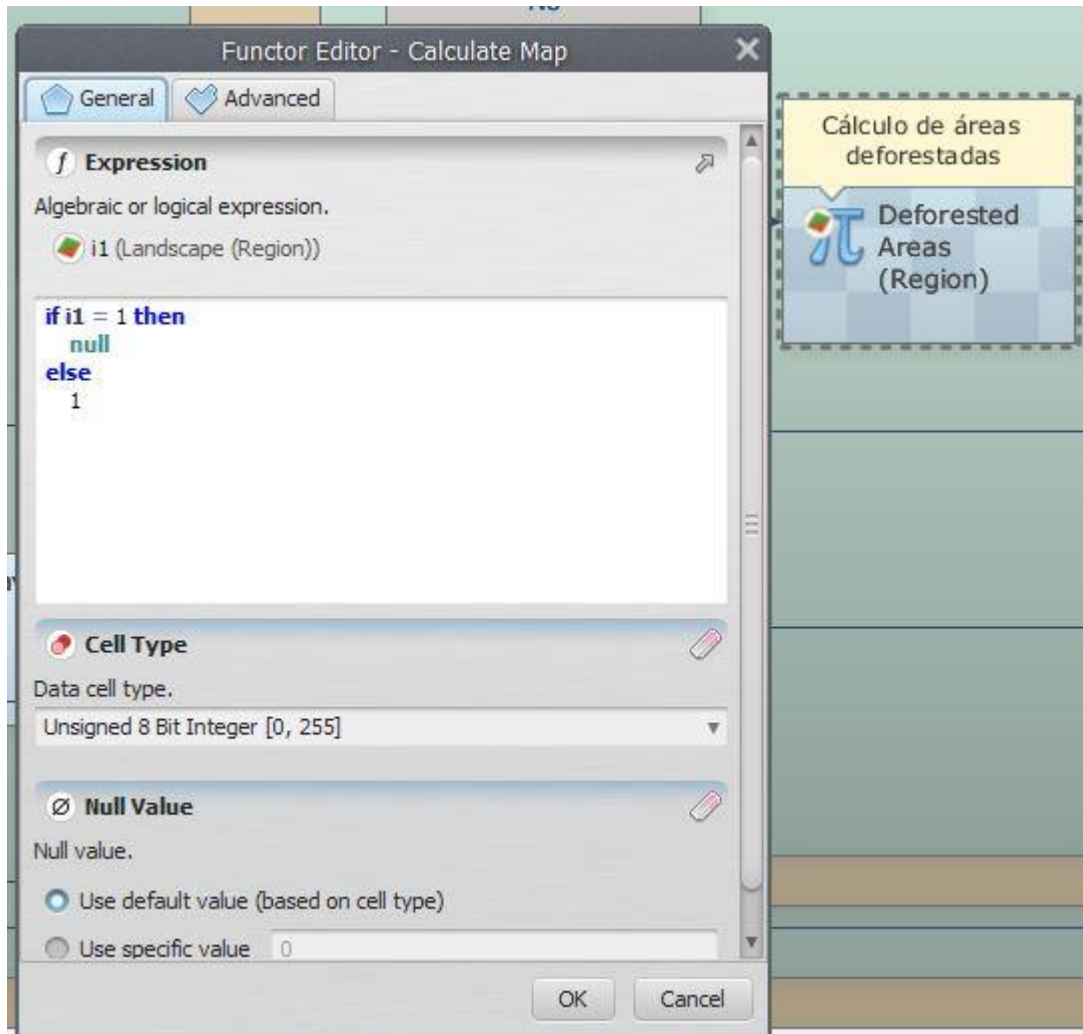 Functor Editor - Calculate Map
General
Advanced
Expression
Algebraic or logical expression.
i1 (Landscape (Region))
if i1 = 1 then
null
else
1
Cell Type
Data cell type.
Unsigned 8 Bit Integer [0, 255]
Null Value
Null value.
Use default value (based on cell type)
Use specific value 0
OK
Cancel
Cálculo de áreas
deforestadas
Deforested
Areas
(Region)